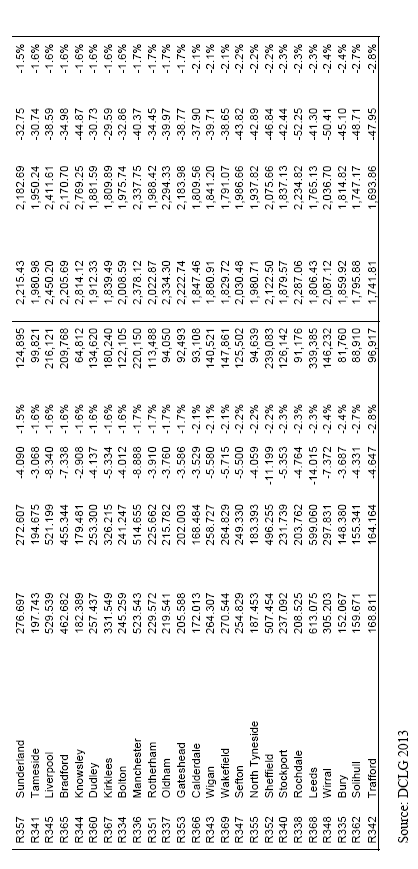 R357 Sunderland 276.697 272.607 -4.090 -1.5% 124,895 2,215.43 2,182.69 -32.75 -1.5%
R341 Tameside 197.743 194.675 -3.068 -1.6% 99,821 1,980.98 1,950.24 -30.74 -1.6%
R345 Liverpool 529.539 521.199 -8.340 -1.6% 216,121 2,450.20 2,411.61 -38.59 -1.6%
R365 Bradford 462.682 455.344 -7.338 -1.6% 209,768 2,205.69 2,170.70 -34.98 -1.6%
R344 Knowsley 182.389 179.481 -2.908 -1.6% 64,812 2,814.12 2,769.25 -44.87 -1.6%
R360 Dudley 257.437 253.300 -4.137 -1.6% 134,620 1,912.33 1,881.59 -30.73 -1.6%
R367 Kirklees 331.549 326.215 -5.334 -1.6% 180,240 1,839.49 1,809.89 -29.59 -1.6%
R334 Bolton 245.259 241.247 -4.012 -1.6% 122,105 2,008.59 1,975.74 -32.86 -1.6%
R336 Manchester 523.543 514.655 -8.888 -1.7% 220,150 2,378.12 2,337.75 -40.37 -1.7%
R351 Rotherham 229.572 225.662 -3.910 -1.7% 113,488 2,022.87 1,988.42 -34.45 -1.7%
R337 Oldham 219.541 215.782 -3.760 -1.7% 94,050 2,334.30 2,294.33 -39.97 -1.7%
R353 Gateshead 205.588 202.003 -3.586 -1.7% 92,493 2,222.74 2,183.98 -38.77 -1.7%
R366 Calderdale 172.013 168.484 -3.529 -2.1% 93,108 1,847.46 1,809.56 -37.90 -2.1%
R343 Wigan 264.307 258.727 -5.580 -2.1% 140,521 1,880.91 1,841.20 -39.71 -2.1%
R369 Wakefield 270.544 264.829 -5.715 -2.1% 147,861 1,829.72 1,791.07 -38.65 -2.1%
R347 Sefton 254.829 249.330 -5.500 -2.2% 125,502 2,030.48 1,986.66 -43.82 -2.2%
R355 North Tyneside 187.453 183.393 -4.059 -2.2% 94,639 1,980.71 1,937.82 -42.89 -2.2%
R352 Sheffield 507.454 496.255 -11.199 -2.2% 239,083 2,122.50 2,075.66 -46.84 -2.2%
R340 Stockport 237.092 231.739 -5.353 -2.3% 126,142 1,879.57 1,837.13 -42.44 -2.3%
R338 Rochdale 208.525 203.762 -4.764 -2.3% 91,176 2,287.06 2,234.82 -52.25 -2.3%
R368 Leeds 613.075 599.060 -14.015 -2.3% 339,385 1,806.43 1,765.13 -41.30 -2.3%
R348 Wirral 305.203 297.831 -7.372 -2.4% 146,232 2,087.12 2,036.70 -50.41 -2.4%
R335 Bury 152.067 148.380 -3.687 -2.4% 81,760 1,859.92 1,814.82 -45.10 -2.4%
R362 Solihull 159.671 155.341 -4.331 -2.7% 88,910 1,795.88 1,747.17 -48.71 -2.7%
R342 Trafford 168.811 164.164 -4.647 -2.8% 96,917 1,741.81 1,693.86 -47.95 -2.8%
Source: DCLG 2013